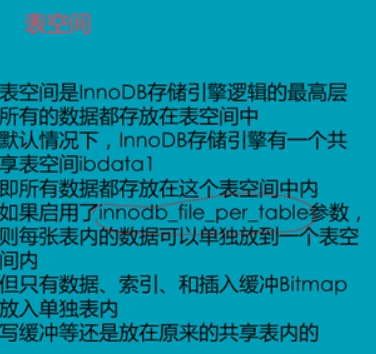 表空间
表空间是InnoDB存储引擎逻辑的最高层
所有的数据都存放在表空间中
默认情况下，InnoDB存储引擎有一个共
享表空间ibdata1
即所有数据都存放在这个表空间中内
如果启用了innodb_file_per_table参数，
则每张表内的数据可以单独放到一个表空
间内
但只有数据、索引、和插入缓冲Bitmap
放入单独表内
写缓冲等还是放在原来的共享表内的